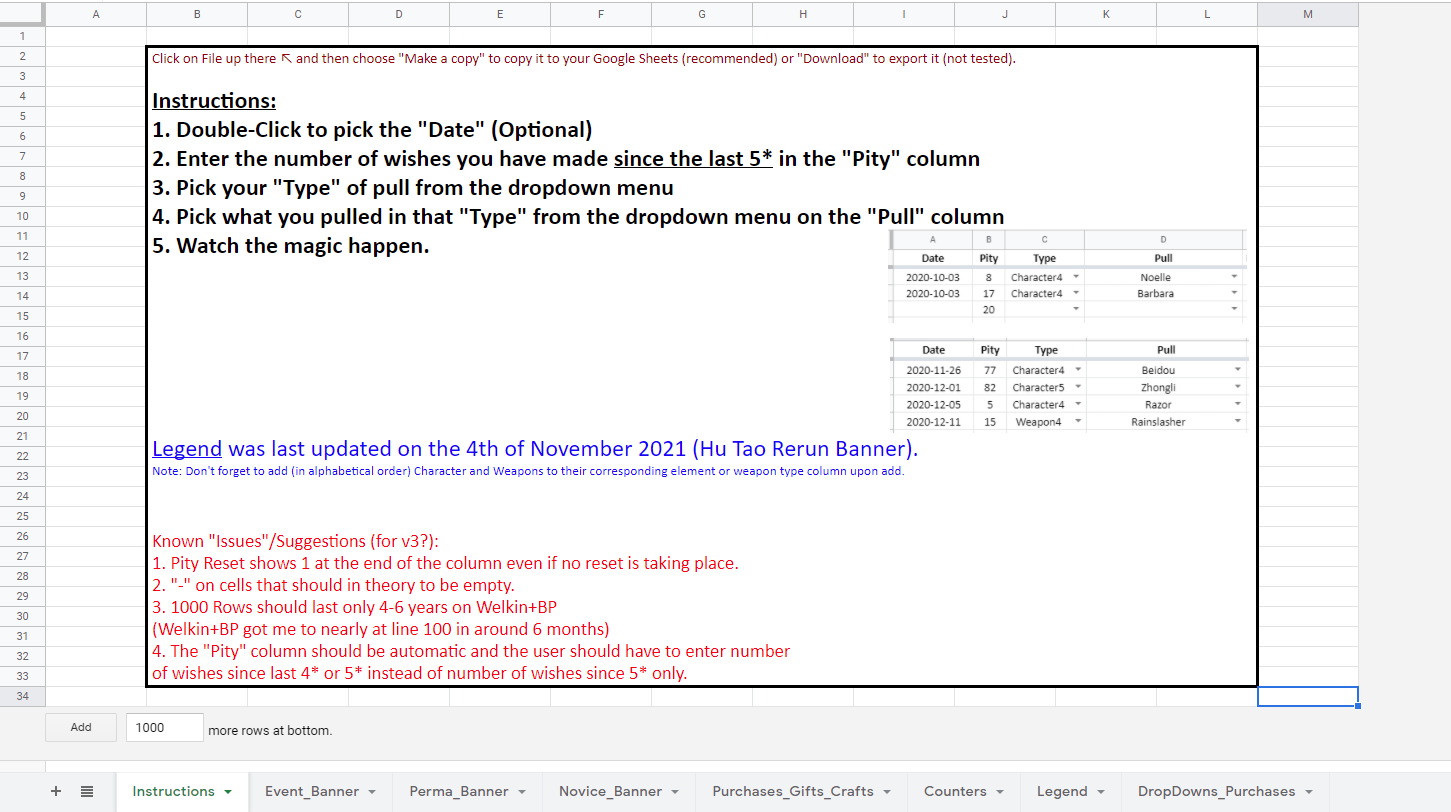 A B C D E F G H I J K L M
1
2
3
4
5
6
7
8
9
10
11
12
13
14
15
16
17
18
19
20
21
22
23
24
25
26
27
28
29
30
31
32
33
34
Click on File up there ↖ and then choose "Make a copy" to copy it to your Google Sheets (recommended) or "Download" to export it (not tested).
Instructions:
1. Double-Click to pick the "Date" (Optional)
2. Enter the number of wishes you have made since the last 5* in the "Pity" column
3. Pick your "Type" of pull from the dropdown menu
4. Pick what you pulled in that "Type" from the dropdown menu on the "Pull" column
5. Watch the magic happen.
A B C D
Date Pity Type Pull
2020-10-03 8 Character4 Noelle
2020-10-03 17 Character4 Barbara
20
Date Pity Type Pull
2020-11-26 77 Character4 Beidou
2020-12-01 82 Character5 Zhongli
2020-12-05 5 Character4 Razor
2020-12-11 15 Weapon4 Rainslasher
Legend was last updated on the 4th of November 2021 (Hu Tao Rerun Banner).
Note: Don't forget to add (in alphabetical order) Character and Weapons to their corresponding element or weapon type column upon add.
Known "Issues"/Suggestions (for v3?):
1. Pity Reset shows 1 at the end of the column even if no reset is taking place.
2. "-" on cells that should in theory to be empty.
3. 1000 Rows should last only 4-6 years on Welkin+BP
(Welkin+BP got me to nearly at line 100 in around 6 months)
4. The "Pity" column should be automatic and the user should have to enter number
of wishes since last 4* or 5* instead of number of wishes since 5* only.
Add 1000 more rows at bottom.
+ Instructions Event_Banner Perma_Banner Novice_Banner Purchases_Gifts_Crafts Counters Legend DropDowns_Purchases